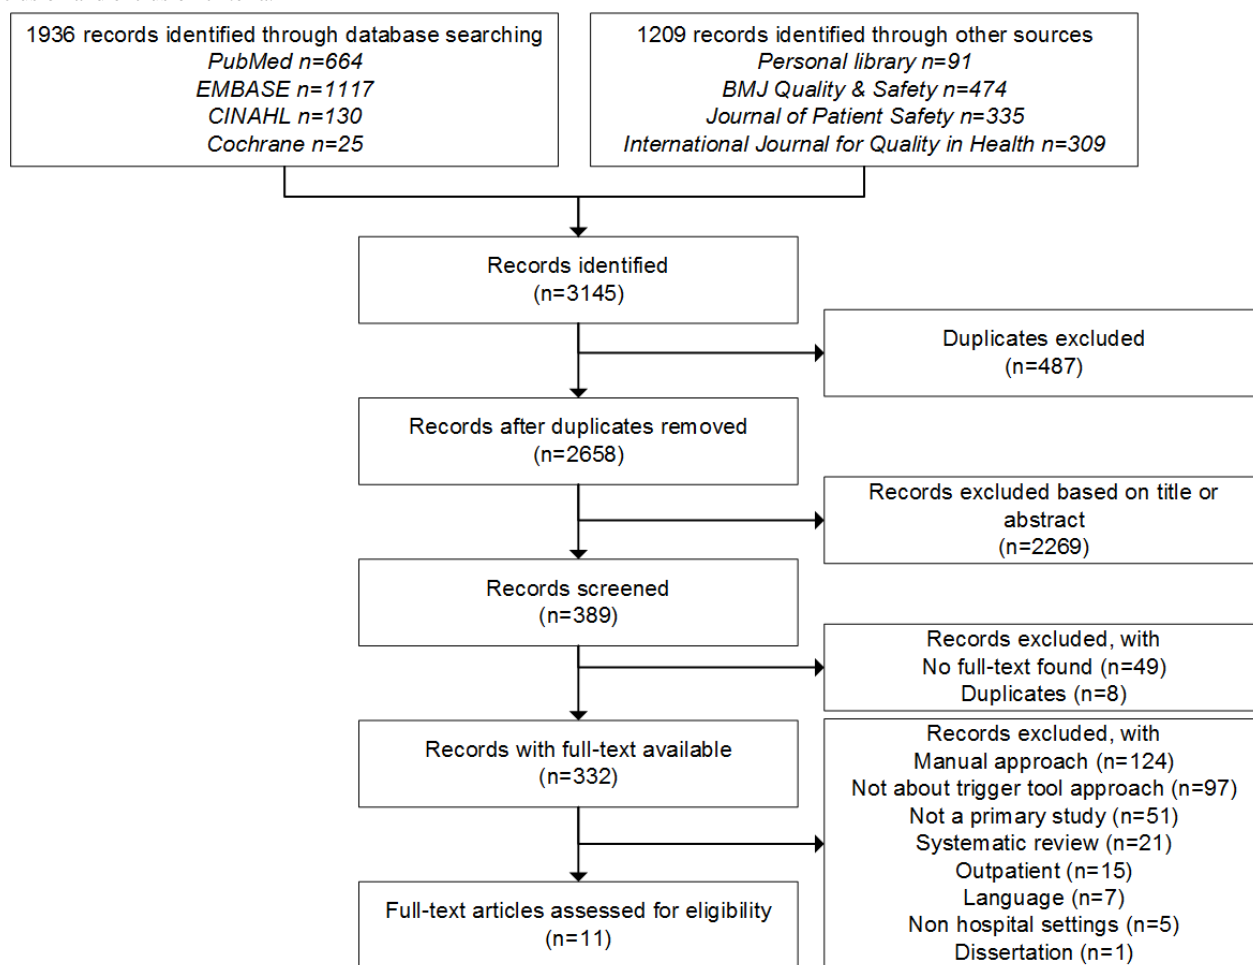 1936 records identified through database searching
PubMed n=664
EMBASE n=1117
CINAHL n=130
Cochrane n=25
1209 records identified through other sources
Personal library n=91
BMJ Quality & Safety n=474
Journal of Patient Safety n=335
International Journal for Quality in Health n=309
Records identified
(n=3145)
Duplicates excluded
(n=487)
Records after duplicates removed
(n=2658)
Records excluded based on title or
abstract
(n=2269)
Records screened
(n=389)
Records excluded, with
No full-text found (n=49)
Duplicates (n=8)
Records with full-text available
(n=332)
Records excluded, with
Manual approach (n=124)
Not about trigger tool approach (n=97)
Not a primary study (n=51)
Systematic review (n=21)
Outpatient (n=15)
Language (n=7)
Non hospital settings (n=5)
Dissertation (n=1)
Full-text articles assessed for eligibility
(n=11)